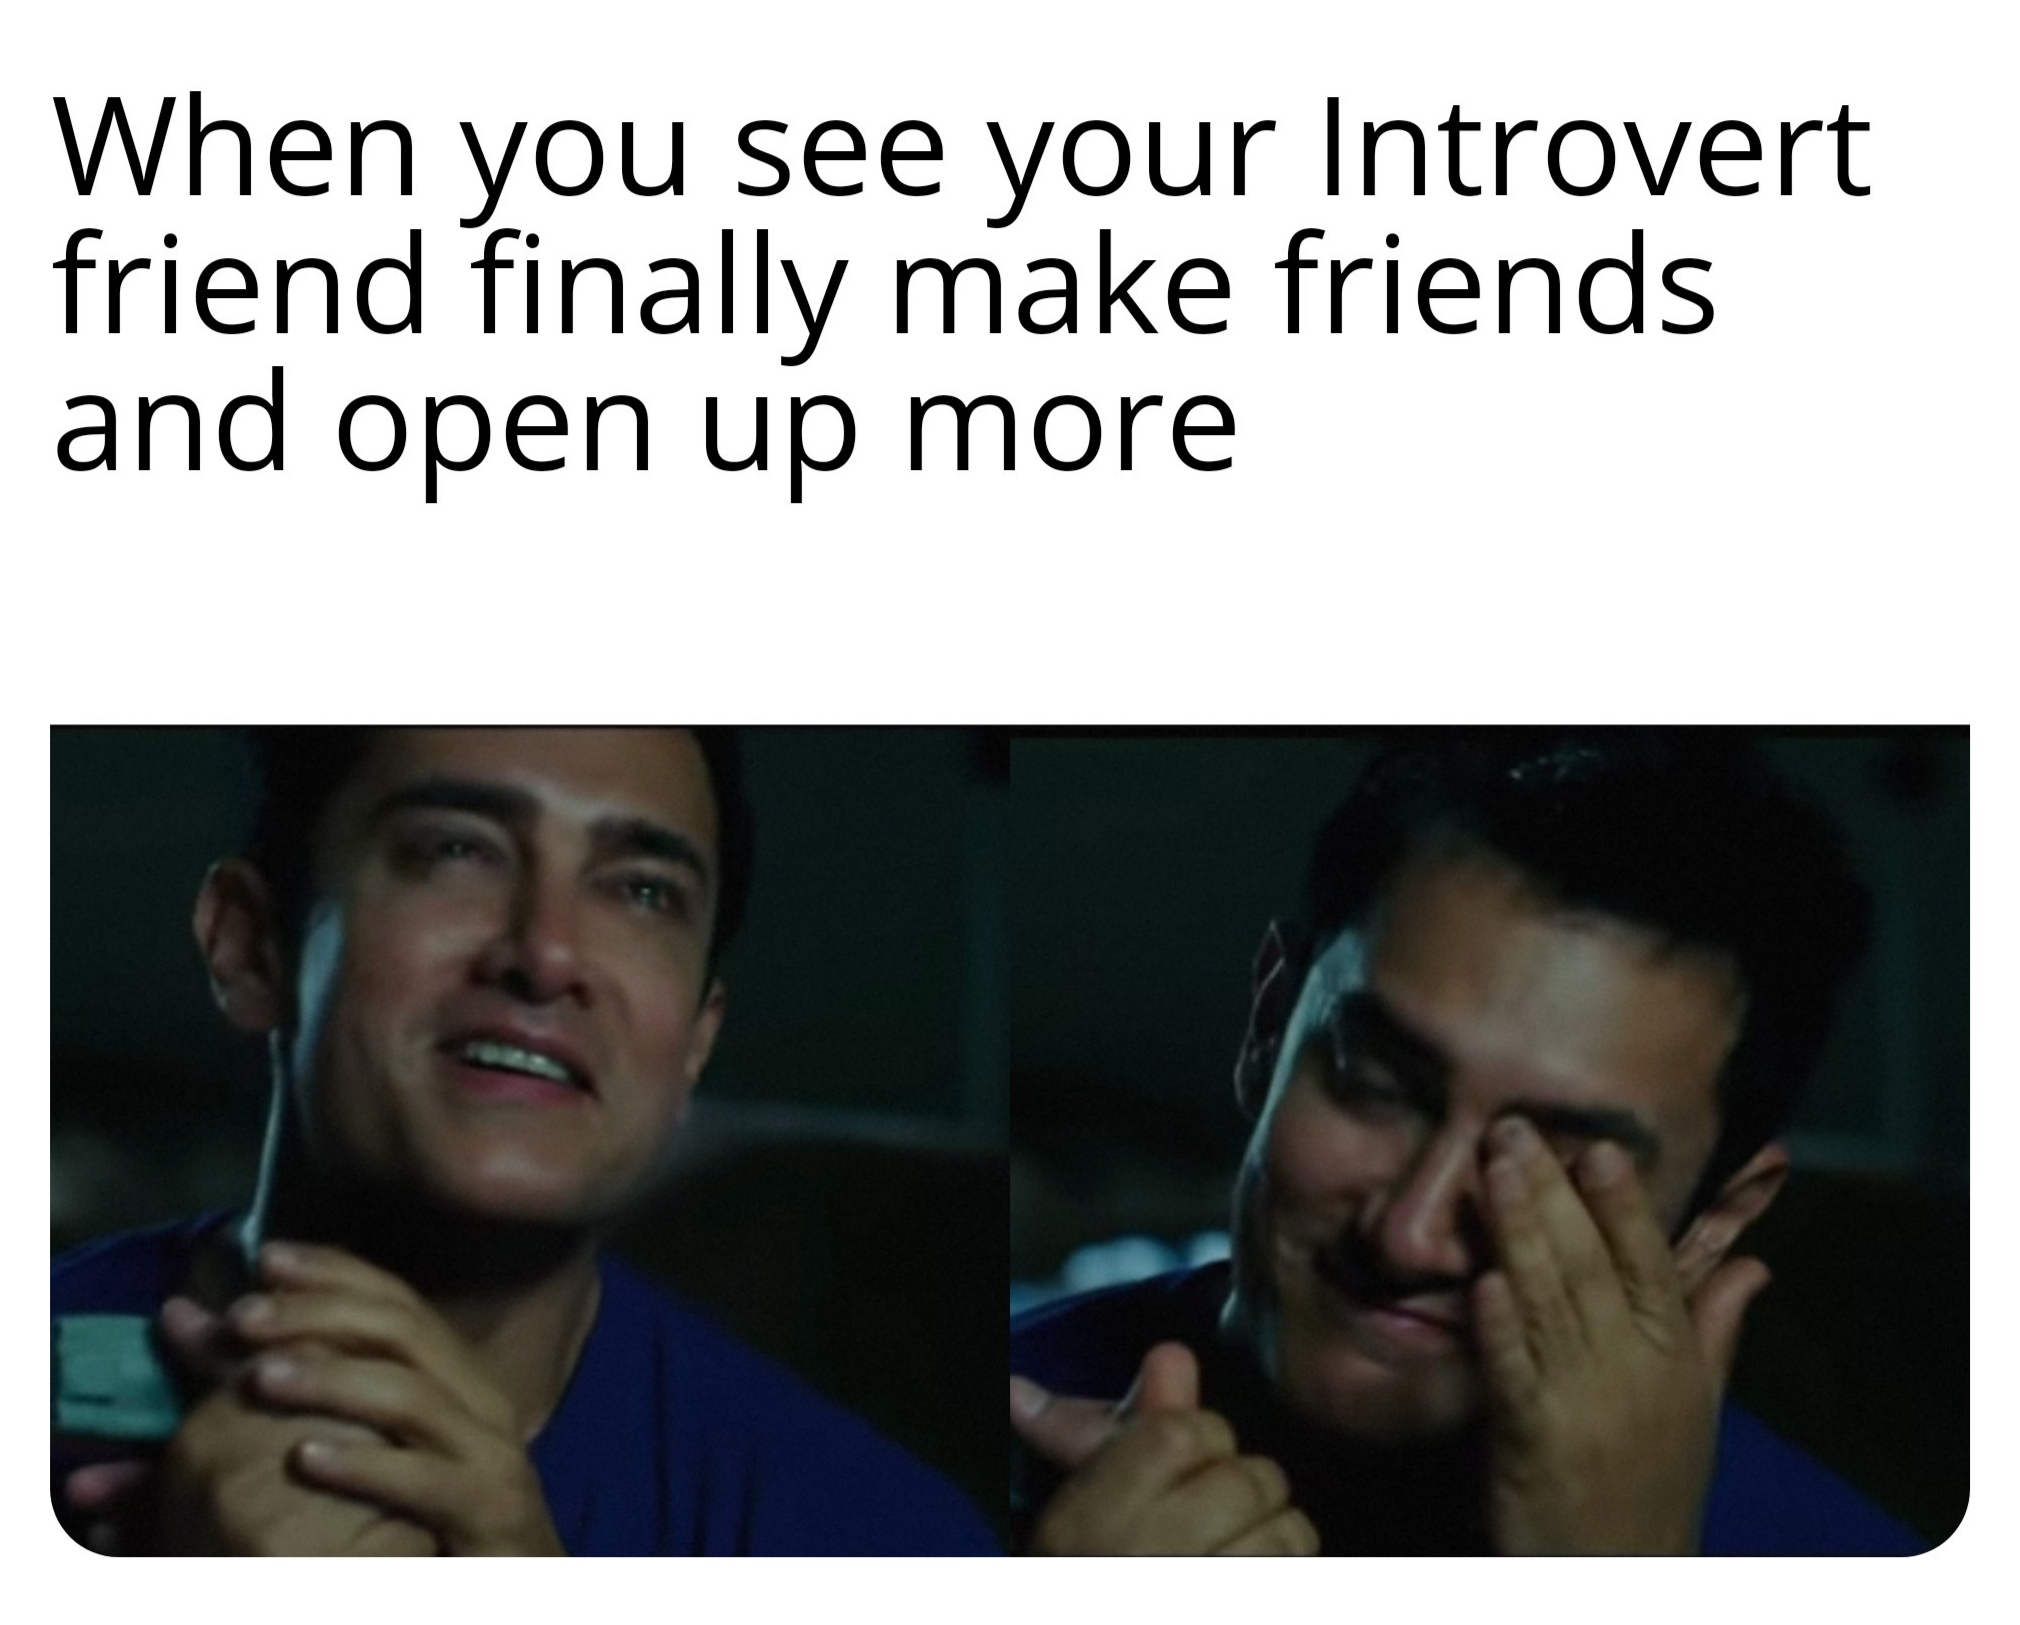 When you see your Introvert
friend finally make friends
and open up more